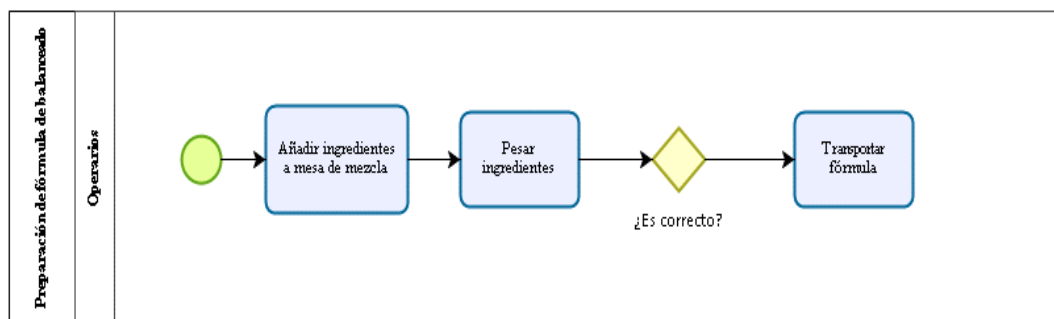 Preparación de fórmula de balanceado
Operarios
Añadir ingredientes
a mesa de mezcla
Pesar
ingredientes
¿Es correcto?
Transportar
fórmula